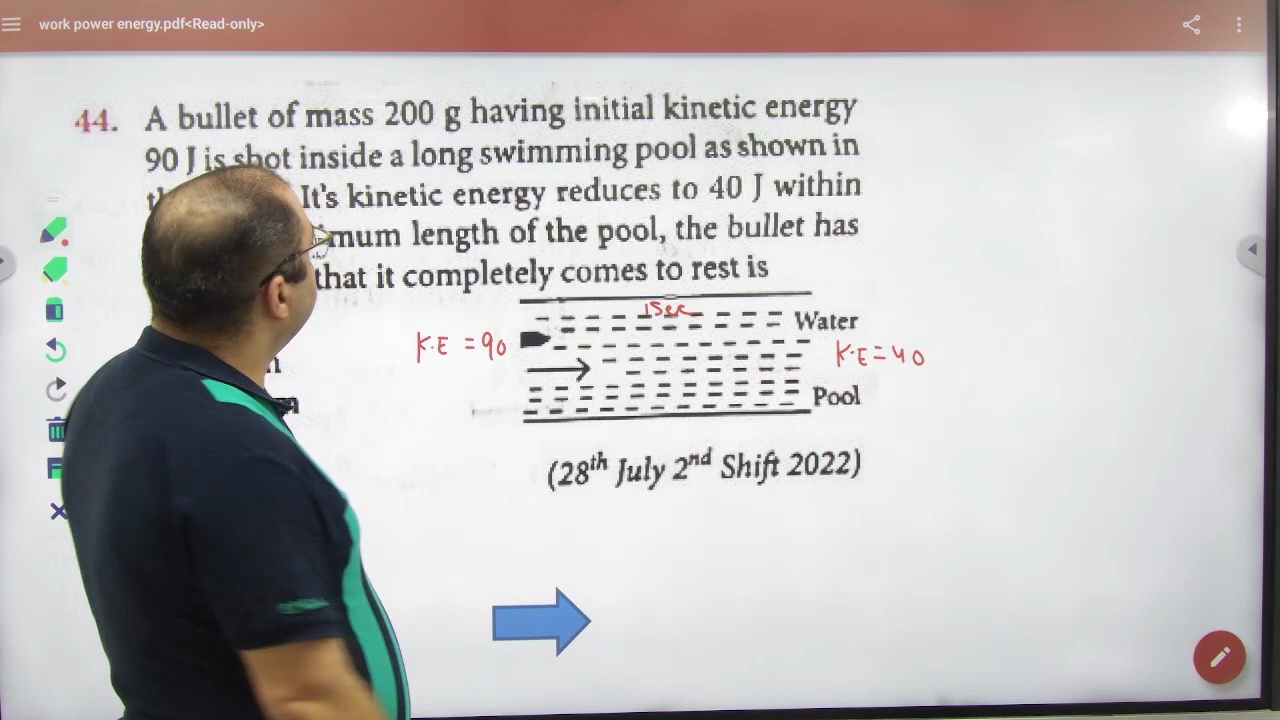 work power energy.pdf<Read-only>
44. A bullet of mass 200 g having initial kinetic energy
90 J is shot inside a long swimming pool as shown in
It's kinetic energy reduces to 40 J within
length of the pool, the bullet has
that it completely comes to rest is
1sec
Water
K.E = 90
K.E = 40
Pool
(28th July 2nd Shift 2022)